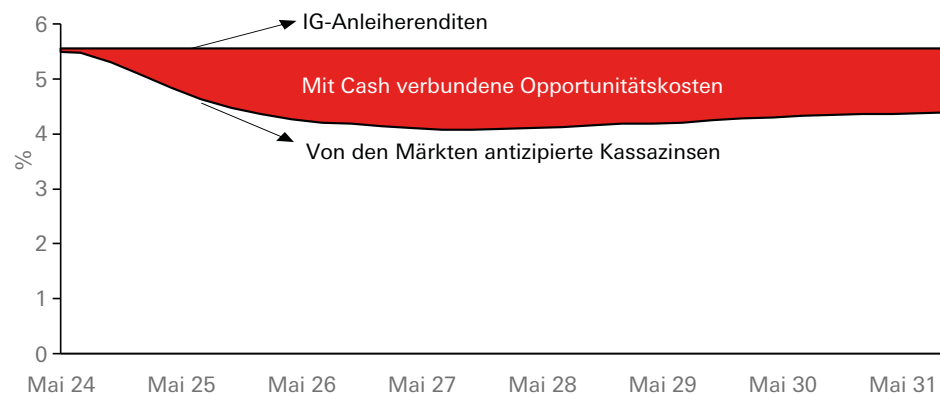 6
IG-Anleiherenditen
5
Mit Cash verbundene Opportunitätskosten
4
Von den Märkten antizipierte Kassazinsen
%
3
2
1
0
Mai 24 Mai 25 Mai 26 Mai 27 Mai 28 Mai 29 Mai 30 Mai 31